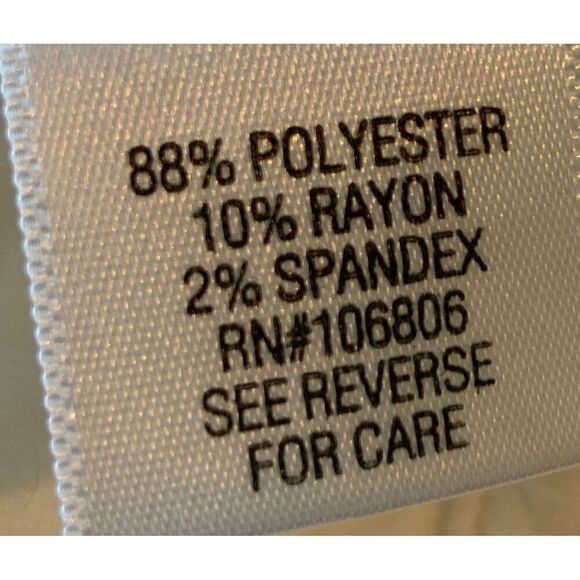 88% POLYESTER
10% RAYON
2% SPANDEX
RN#106806
SEE REVERSE
FOR CARE